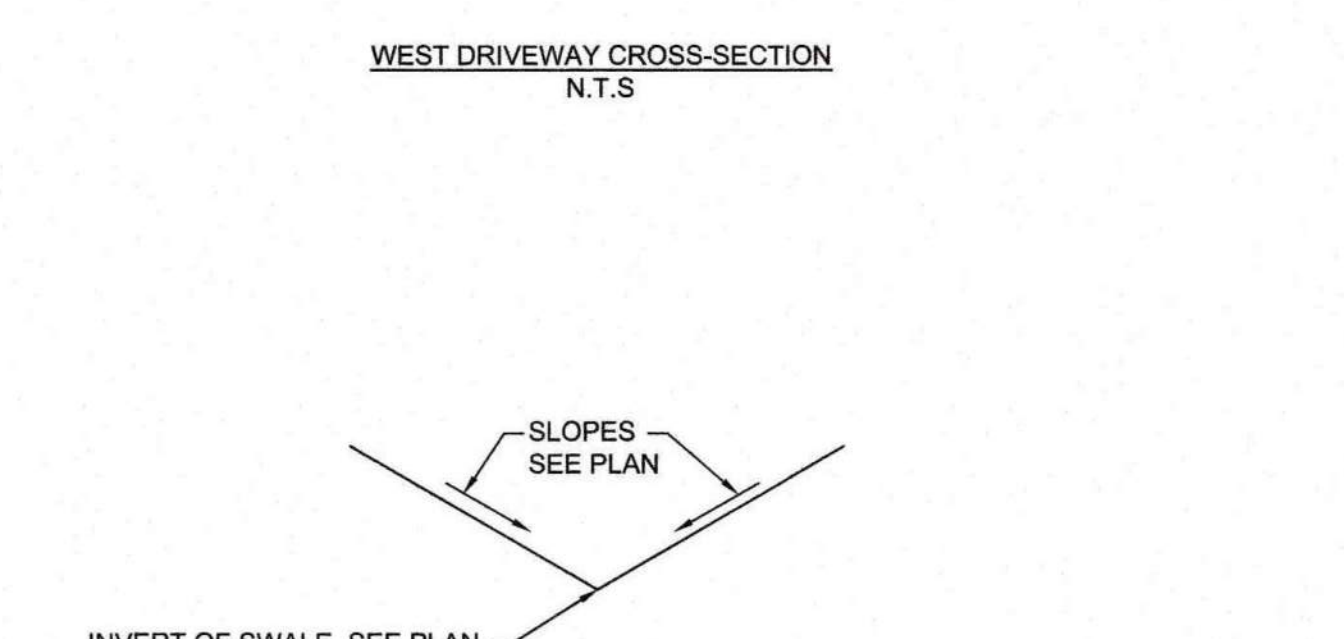 WEST DRIVEWAY CROSS-SECTION
N.T.S
SLOPES
SEE PLAN
INVERT OF SWALE, SEE PLAN